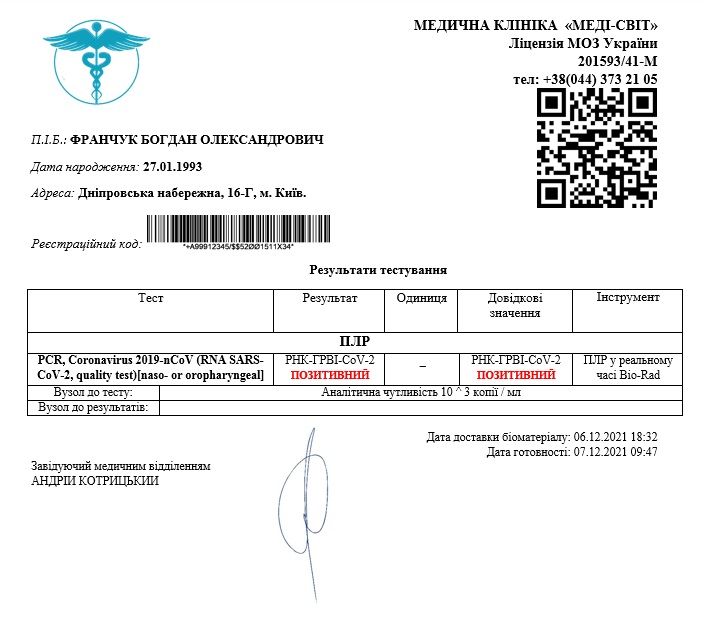 МЕДИЧНА КЛІНІКА «МЕДІ-СВІТ»
Ліцензія МОЗ України
201593/41-М
тел: +38(044) 373 21 05
П.І.Б.: ФРАНЧУК БОГДАН ОЛЕКСАНДРОВИЧ
Дата народження: 27.01.1993
Адреса: Дніпровська набережна, 16-Г, м. Київ.
Реєстраційний код:
*+A99912345/$$52ØØ1511X34*
Результати тестування
Тест Результат Одиниця Довідкові значення Інструмент
ПЛР
PCR, Coronavirus 2019-nCoV (RNA SARS- РНК-ГРВІ-CoV-2 – РНК-ГРВІ-CoV-2 ПЛР у реальному
CoV-2, quality test)[naso- or oropharyngeal] ПОЗИТИВНИЙ ПОЗИТИВНИЙ часі Bio-Rad
Вузол до тесту: Аналітична чутливість 10 ^ 3 копії / мл
Вузол до результатів:
Дата доставки біоматеріалу: 06.12.2021 18:32
Дата готовності: 07.12.2021 09:47
Завідуючий медичним відділенням
АНДРІЙ КОТРИЦЬКИЙ